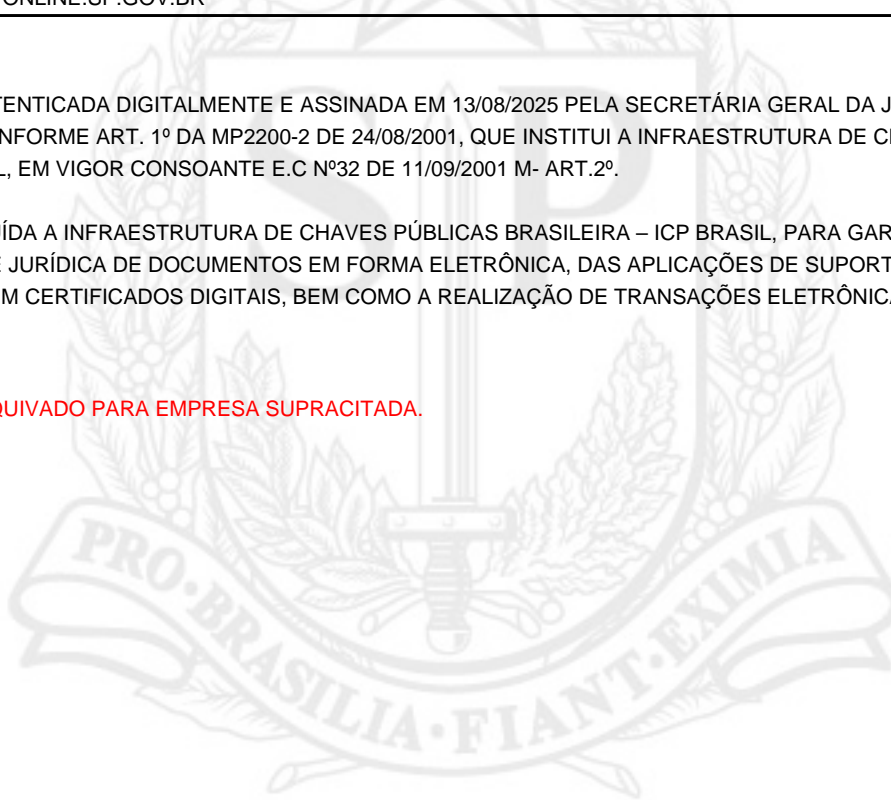 ONLINE.SP.GOV.BR
TENTICADA DIGITALMENTE E ASSINADA EM 13/08/2025 PELA SECRETÁRIA GERAL DA J
NFORME ART. 1º DA MP2200-2 DE 24/08/2001, QUE INSTITUI A INFRAESTRUTURA DE C
L, EM VIGOR CONSOANTE E.C Nº32 DE 11/09/2001 M- ART.2º.
ÍDA A INFRAESTRUTURA DE CHAVES PÚBLICAS BRASILEIRA – ICP BRASIL, PARA GAR
E JURÍDICA DE DOCUMENTOS EM FORMA ELETRÔNICA, DAS APLICAÇÕES DE SUPORT
M CERTIFICADOS DIGITAIS, BEM COMO A REALIZAÇÃO DE TRANSAÇÕES ELETRÔNICA
QUIVADO PARA EMPRESA SUPRACITADA.
SP
PRO·BRASILIA·FIANT·EXIMIA